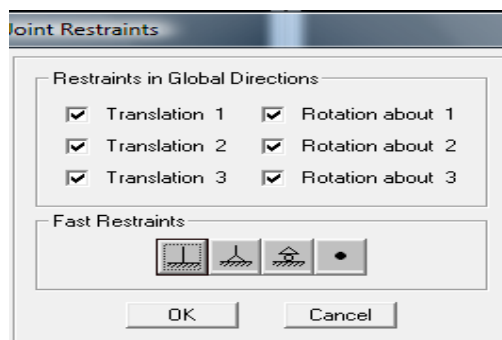 Joint Restraints
Restraints in Global Directions
Translation 1 Rotation about 1
Translation 2 Rotation about 2
Translation 3 Rotation about 3
Fast Restraints
OK Cancel